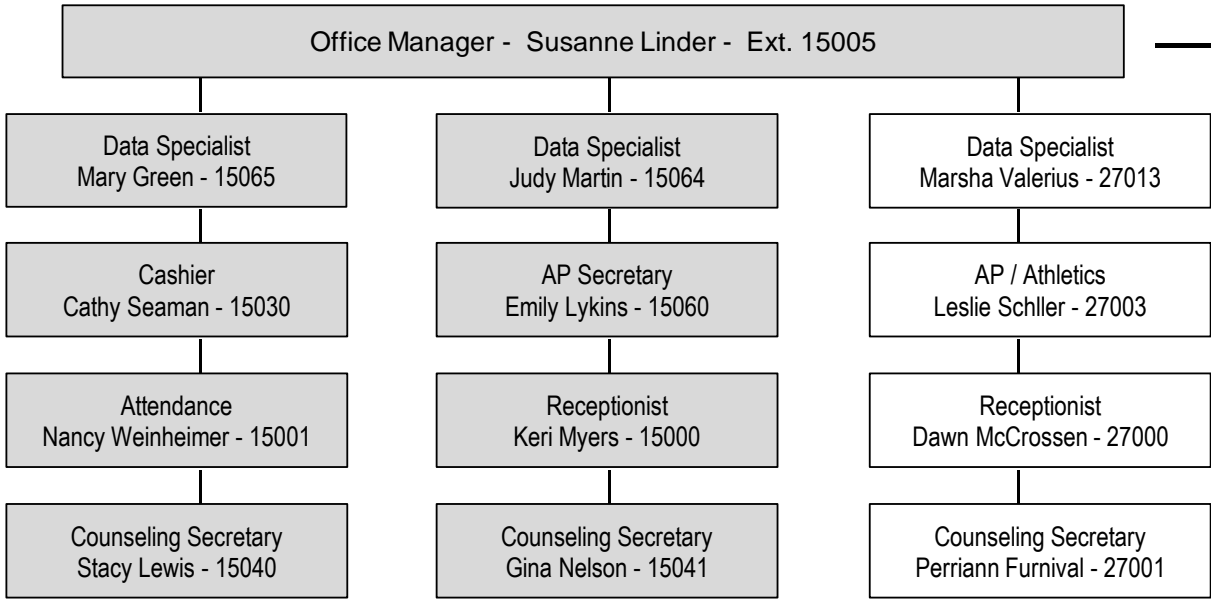 Office Manager - Susanne Linder - Ext. 15005
Data Specialist
Mary Green - 15065
Data Specialist
Judy Martin - 15064
Data Specialist
Marsha Valerius - 27013
Cashier
Cathy Seaman - 15030
AP Secretary
Emily Lykins - 15060
AP / Athletics
Leslie Schller - 27003
Attendance
Nancy Weinheimer - 15001
Receptionist
Keri Myers - 15000
Receptionist
Dawn McCrossen - 27000
Counseling Secretary
Stacy Lewis - 15040
Counseling Secretary
Gina Nelson - 15041
Counseling Secretary
Perriann Furnival - 27001